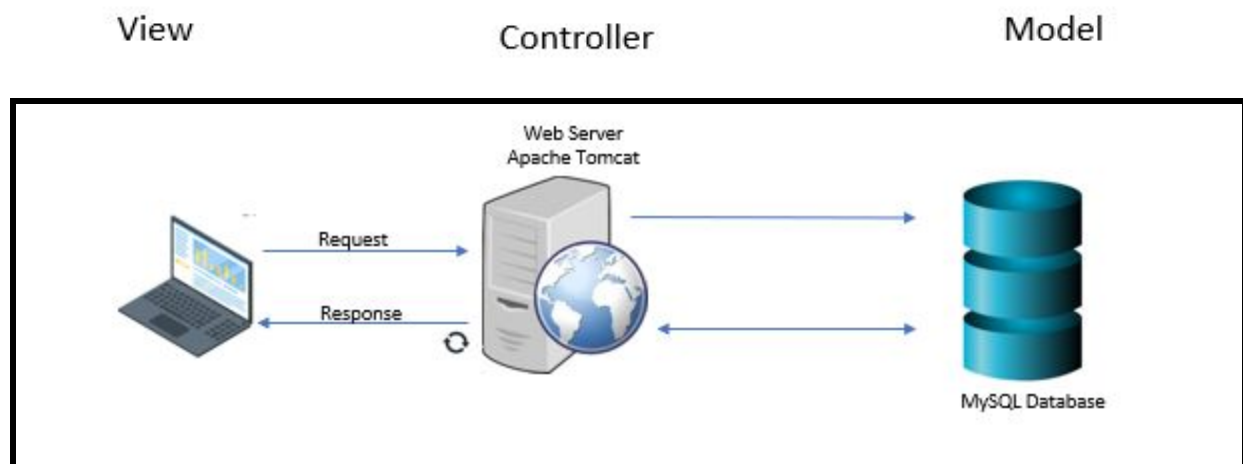 View
Controller
Model
Web Server
Apache Tomcat
Request
Response
MySQL Database